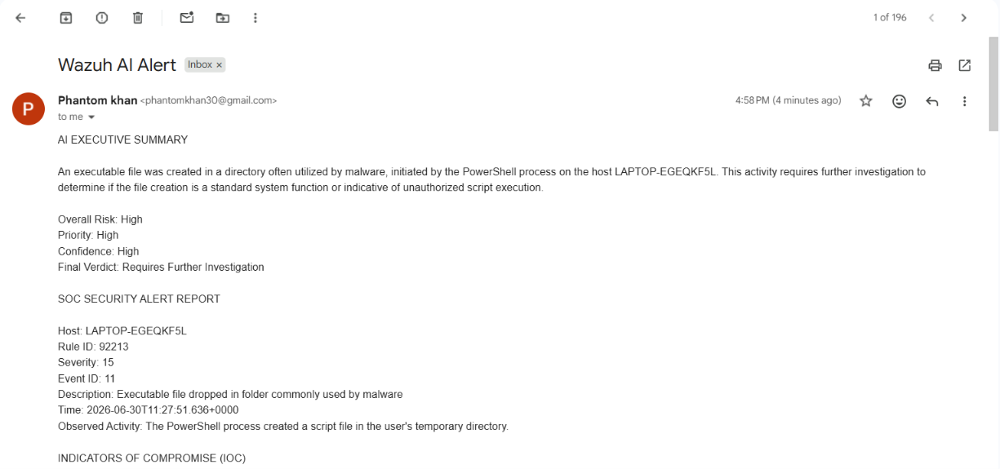 1 of 196
Wazuh AI Alert Inbox ×
P
Phantom khan <phantomkhan30@gmail.com>
4:58 PM (4 minutes ago)
to me
AI EXECUTIVE SUMMARY
An executable file was created in a directory often utilized by malware, initiated by the PowerShell process on the host LAPTOP-EGEQKF5L. This activity requires further investigation to
determine if the file creation is a standard system function or indicative of unauthorized script execution.
Overall Risk: High
Priority: High
Confidence: High
Final Verdict: Requires Further Investigation
SOC SECURITY ALERT REPORT
Host: LAPTOP-EGEQKF5L
Rule ID: 92213
Severity: 15
Event ID: 11
Description: Executable file dropped in folder commonly used by malware
Time: 2026-06-30T11:27:51.636+0000
Observed Activity: The PowerShell process created a script file in the user's temporary directory.
INDICATORS OF COMPROMISE (IOC)